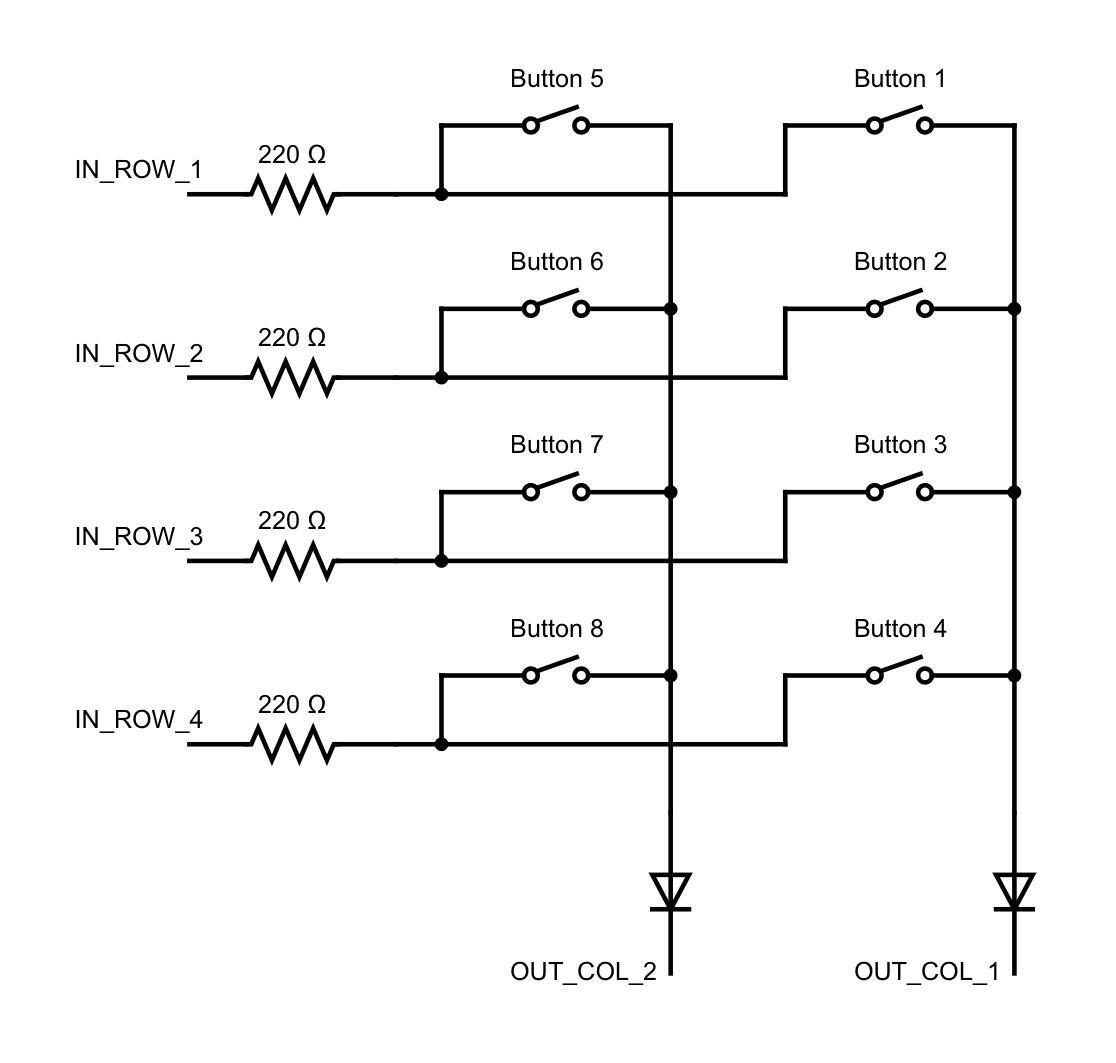 Button 5
Button 1
220 Ω
IN_ROW_1
Button 6
Button 2
220 Ω
IN_ROW_2
Button 7
Button 3
220 Ω
IN_ROW_3
Button 8
Button 4
220 Ω
IN_ROW_4
OUT_COL_2
OUT_COL_1